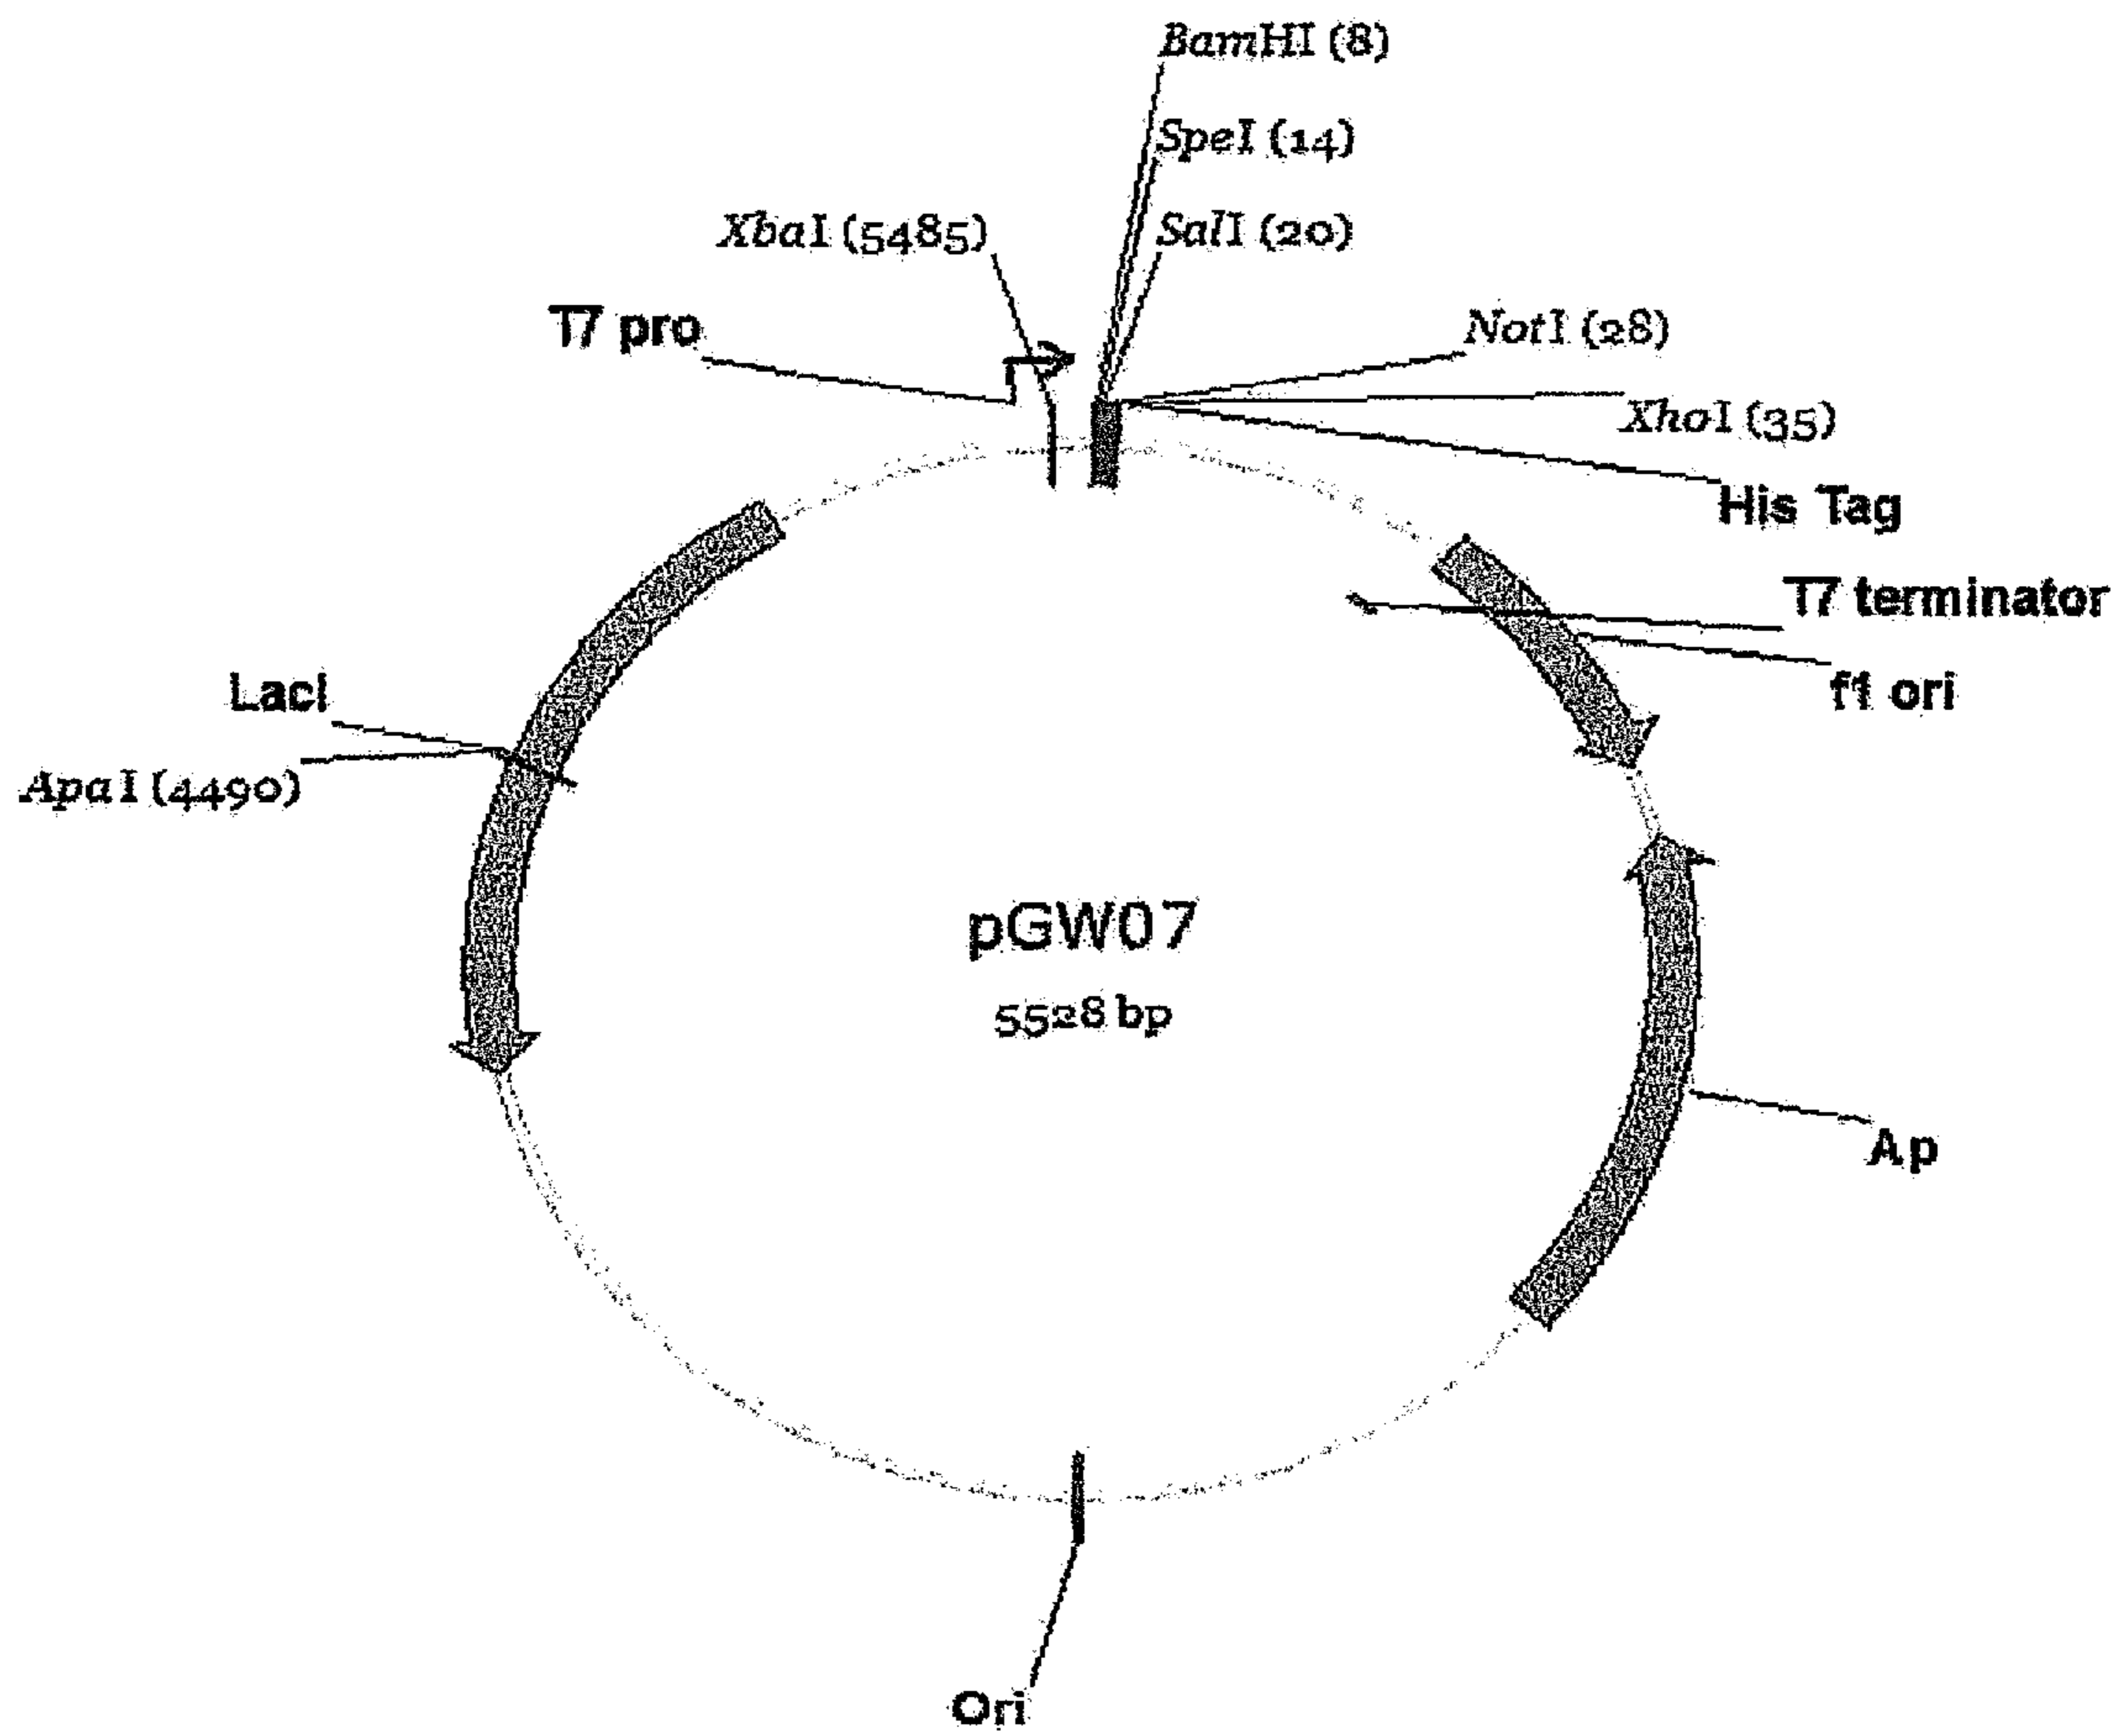 BamHI (8)
SpeI (14)
XbaI (5485)
SalI (20)
T7 pro
NotI (28)
XhoI (35)
His Tag
T7 terminator
LacI
f1 ori
ApaI (4490)
pGW07
5528 bp
Ap
Ori